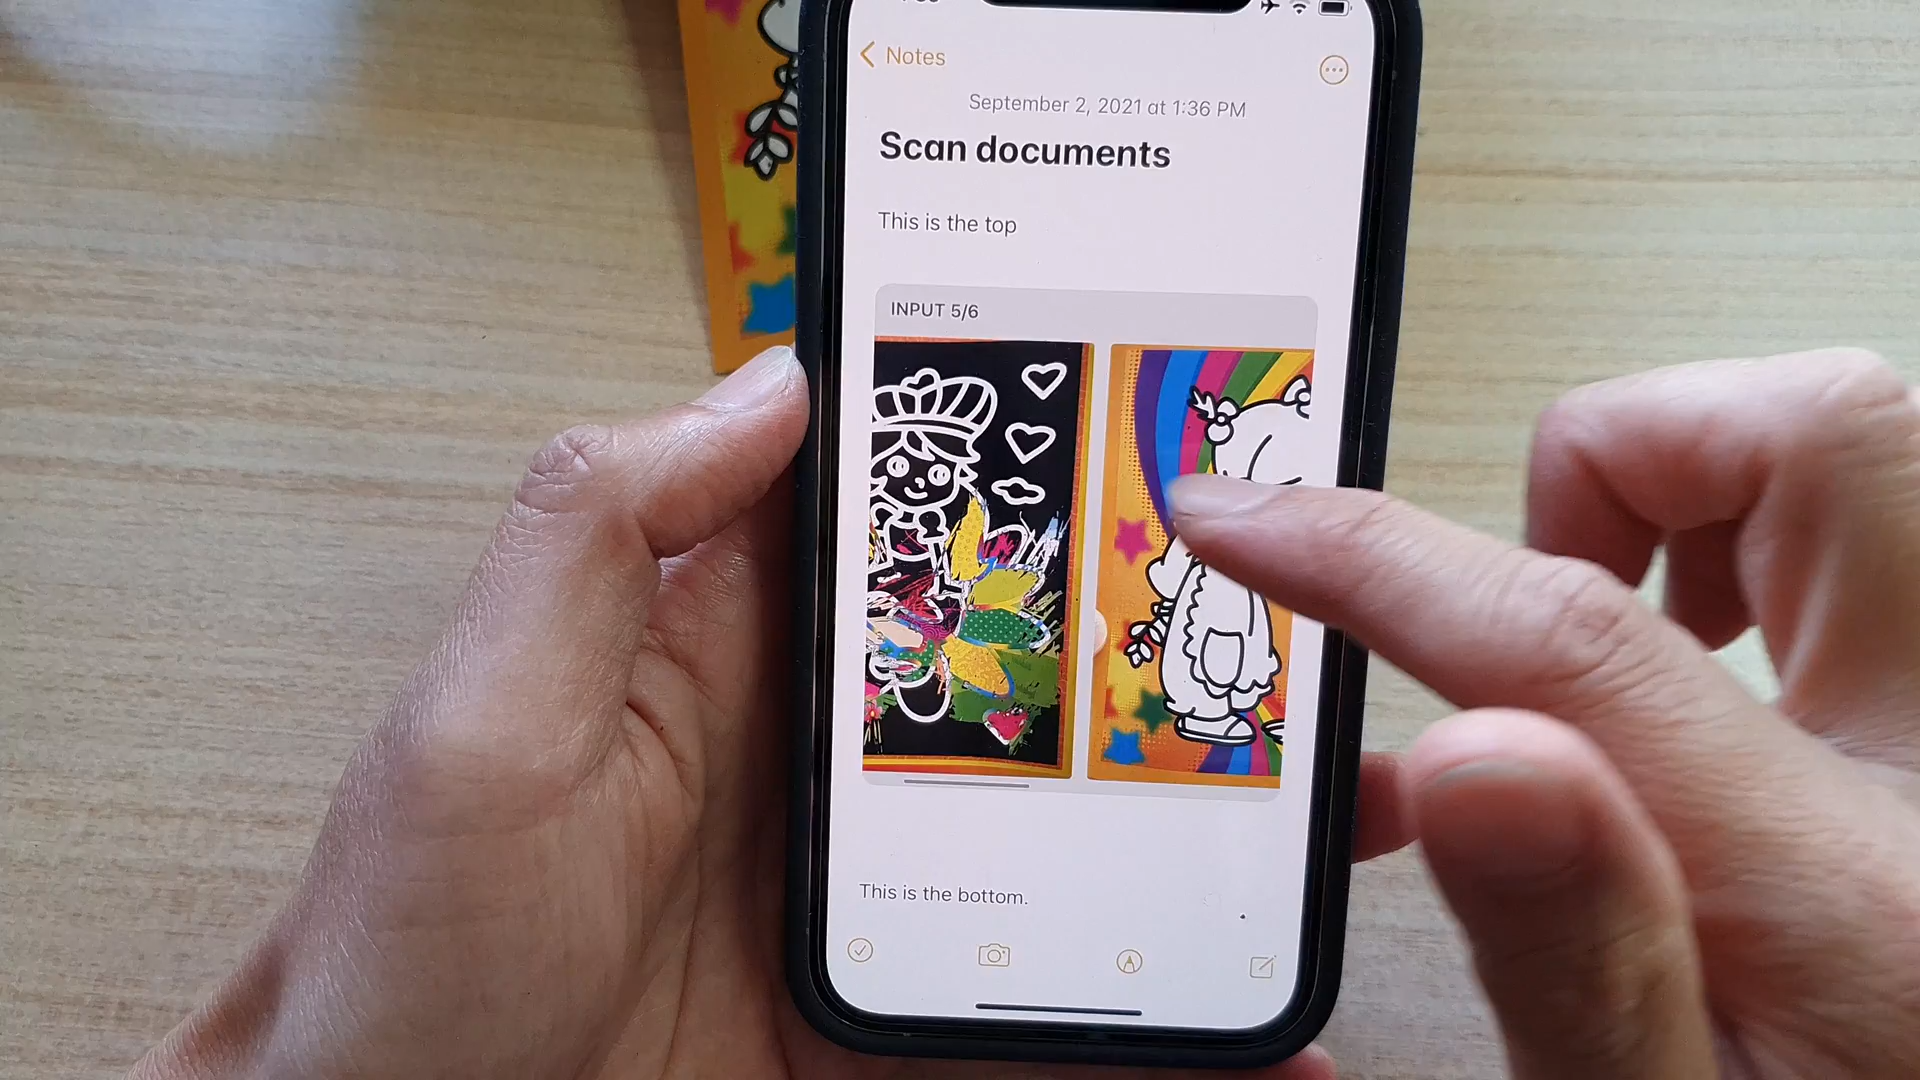 Notes
September 2, 2021 at 1:36 PM
Scan documents
This is the top
INPUT 5/6
This is the bottom.